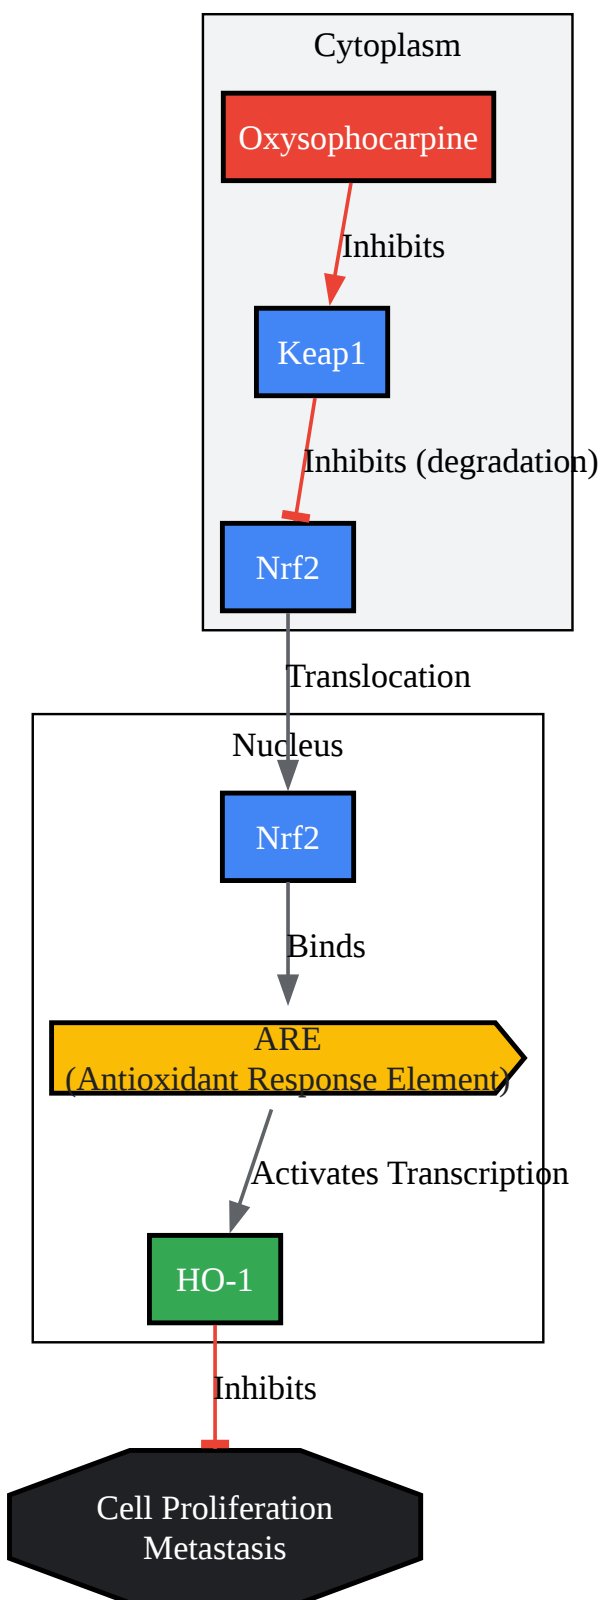 Cytoplasm
Oxysophocarpine
Inhibits
Keap1
Inhibits (degradation)
Nrf2
Translocation
Nucleus
Nrf2
Binds
ARE
(Antioxidant Response Element)
Activates Transcription
HO-1
Inhibits
Cell Proliferation
Metastasis